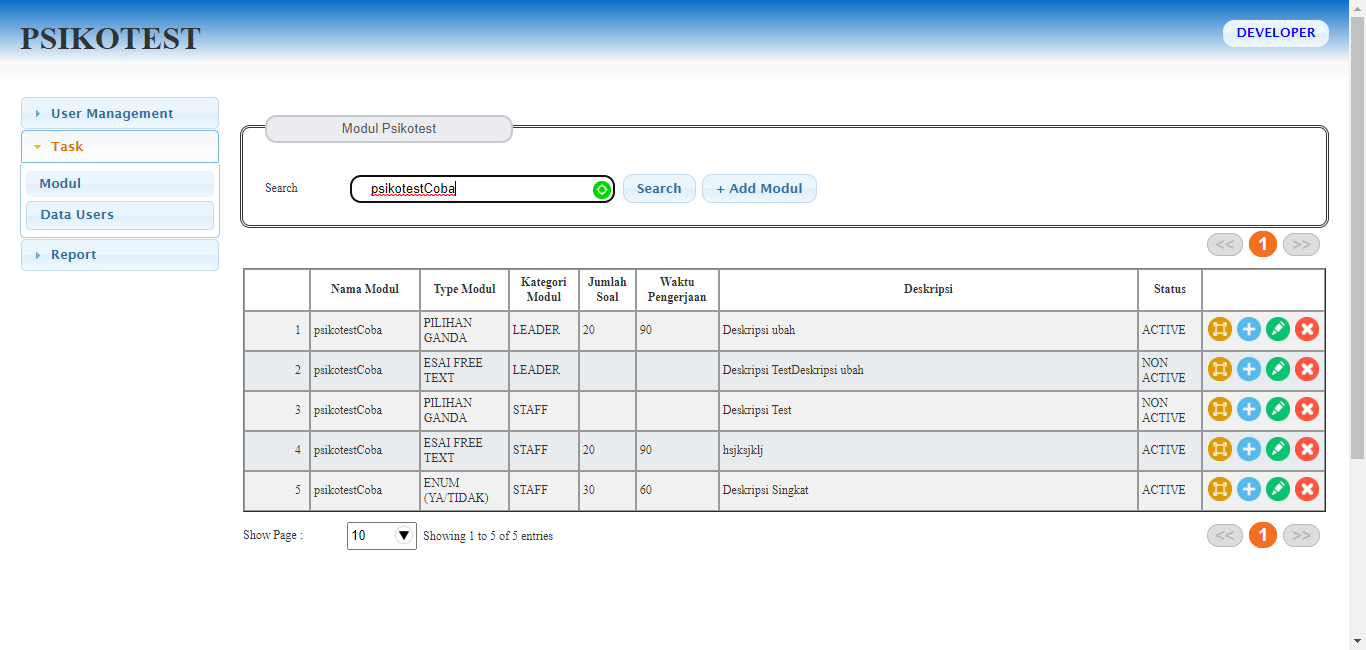 PSIKOTEST
DEVELOPER
User Management
Task
Modul
Data Users
Report
Modul Psikotest
Search psikotestCoba Search + Add Modul
<< 1 >>
Nama Modul Type Modul Kategori Modul Jumlah Soal Waktu Pengerjaan Deskripsi Status
1 psikotestCoba PILIHAN GANDA LEADER 20 90 Deskripsi ubah ACTIVE
2 psikotestCoba ESAI FREE TEXT LEADER Deskripsi TestDeskripsi ubah NON ACTIVE
3 psikotestCoba PILIHAN GANDA STAFF Deskripsi Test NON ACTIVE
4 psikotestCoba ESAI FREE TEXT STAFF 20 90 hsjksjklj ACTIVE
5 psikotestCoba ENUM (YA/TIDAK) STAFF 30 60 Deskripsi Singkat ACTIVE
Show Page : 10 Showing 1 to 5 of 5 entries << 1 >>